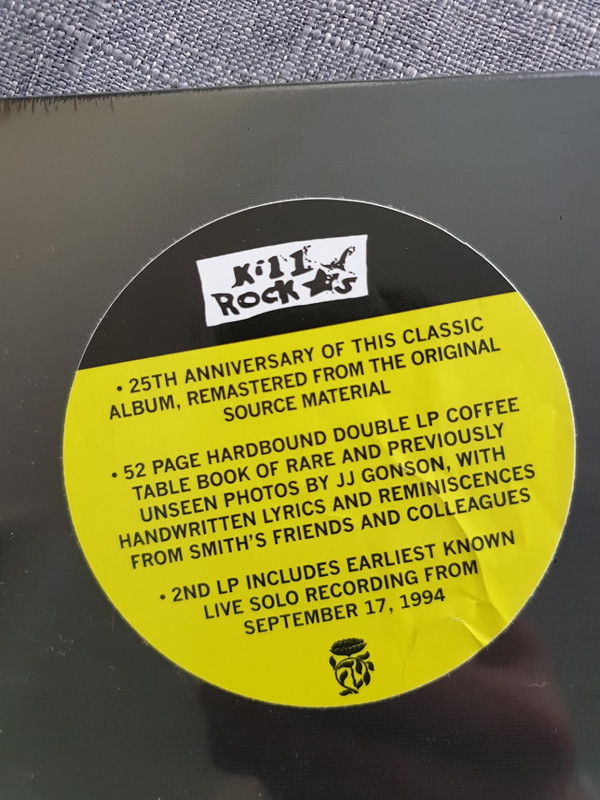 Kill
ROCK ★s
• 25TH ANNIVERSARY OF THIS CLASSIC
ALBUM, REMASTERED FROM THE ORIGINAL
SOURCE MATERIAL
• 52 PAGE HARDBOUND DOUBLE LP COFFEE
TABLE BOOK OF RARE AND PREVIOUSLY
UNSEEN PHOTOS BY JJ GONSON, WITH
HANDWRITTEN LYRICS AND REMINISCENCES
FROM SMITH'S FRIENDS AND COLLEAGUES
• 2ND LP INCLUDES EARLIEST KNOWN
LIVE SOLO RECORDING FROM
SEPTEMBER 17, 1994